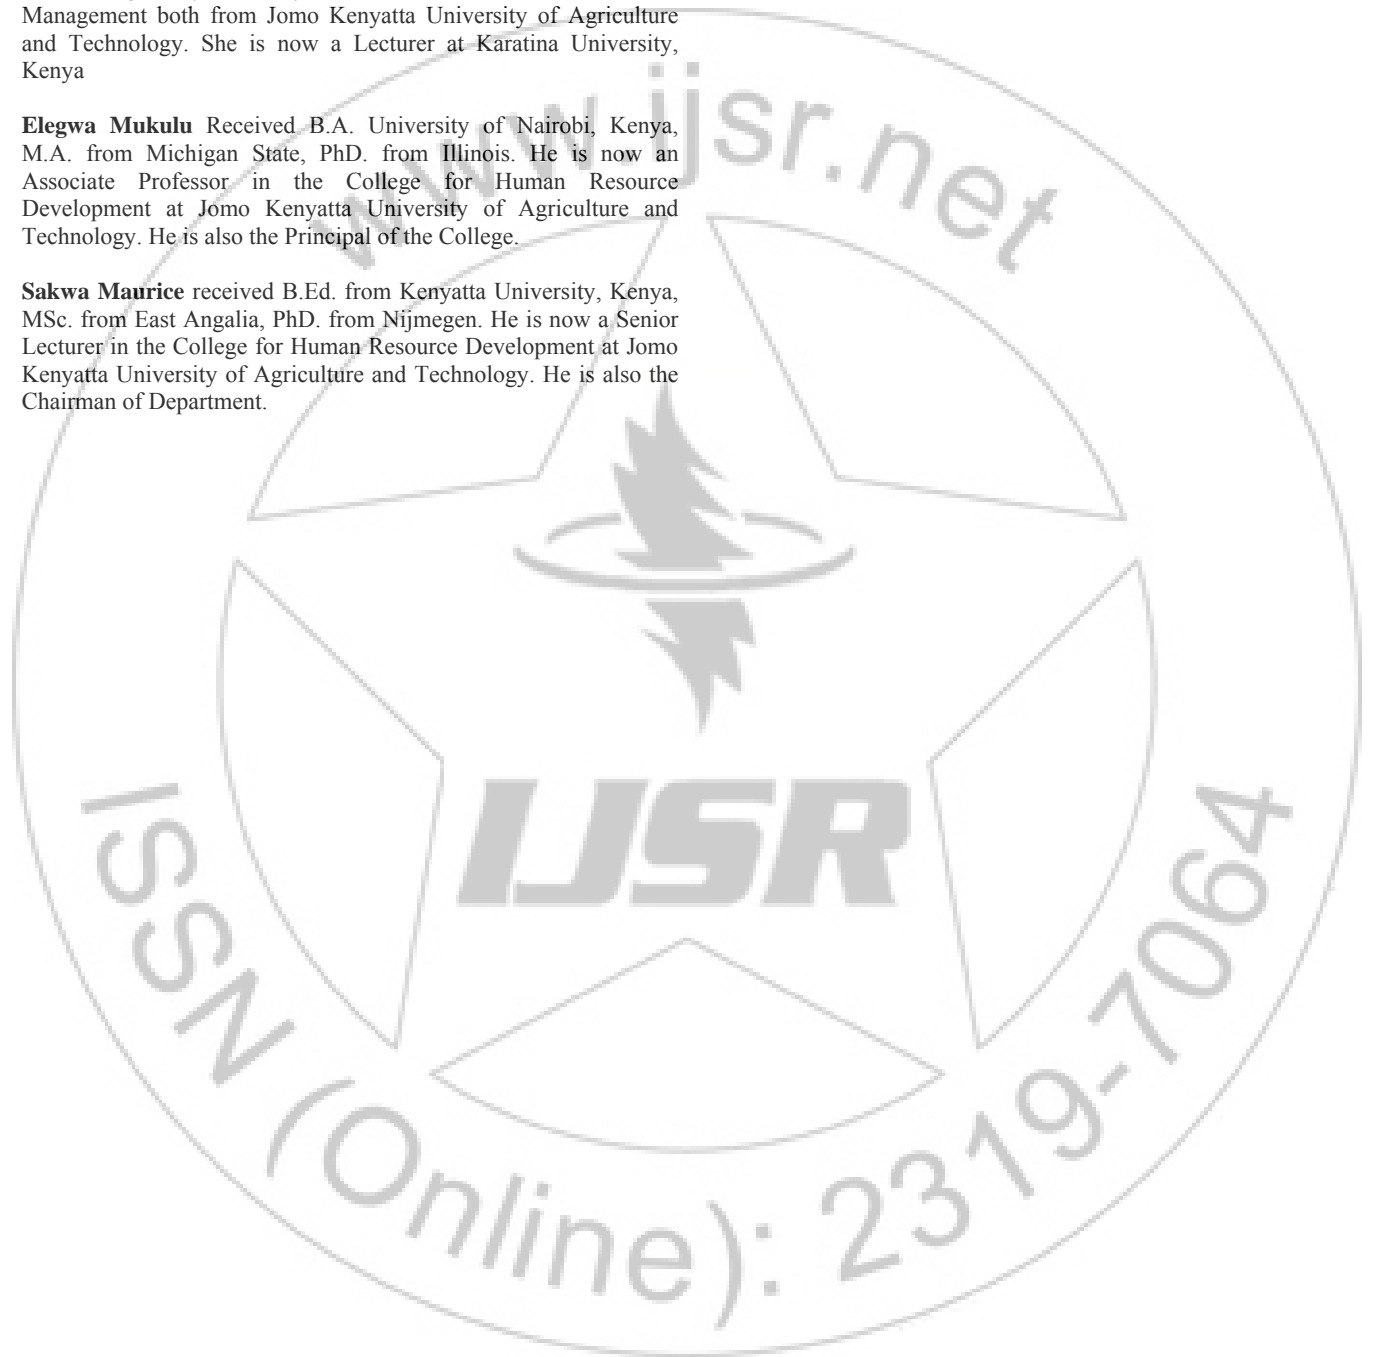 Management both from Jomo Kenyatta University of Agriculture
and Technology. She is now a Lecturer at Karatina University,
Kenya
Elegwa Mukulu Received B.A. University of Nairobi, Kenya,
M.A. from Michigan State, PhD. from Illinois. He is now an
Associate Professor in the College for Human Resource
Development at Jomo Kenyatta University of Agriculture and
Technology. He is also the Principal of the College.
Sakwa Maurice received B.Ed. from Kenyatta University, Kenya,
MSc. from East Angalia, PhD. from Nijmegen. He is now a Senior
Lecturer in the College for Human Resource Development at Jomo
Kenyatta University of Agriculture and Technology. He is also the
Chairman of Department.
www.ijsr.net
IJSR
ISSN (Online): 2319-7064